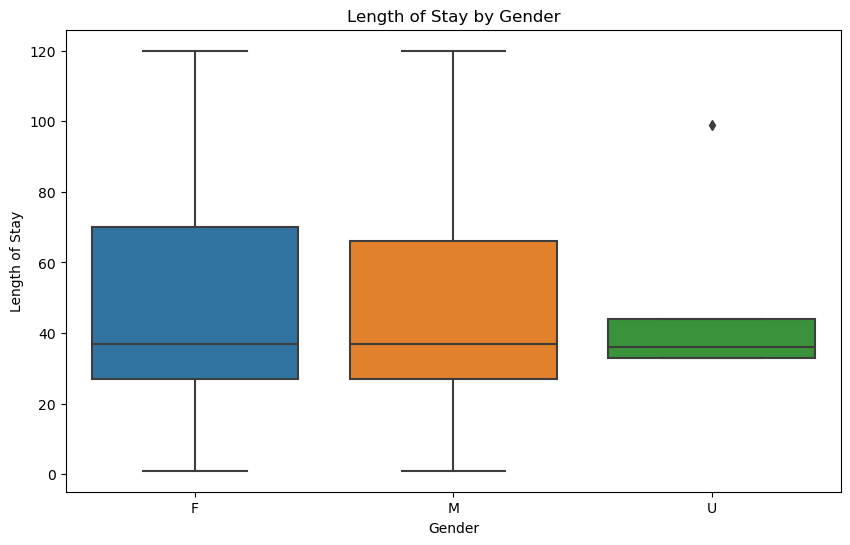 Length of Stay by Gender
Length of Stay
120
100
80
60
40
20
0
F M U
Gender